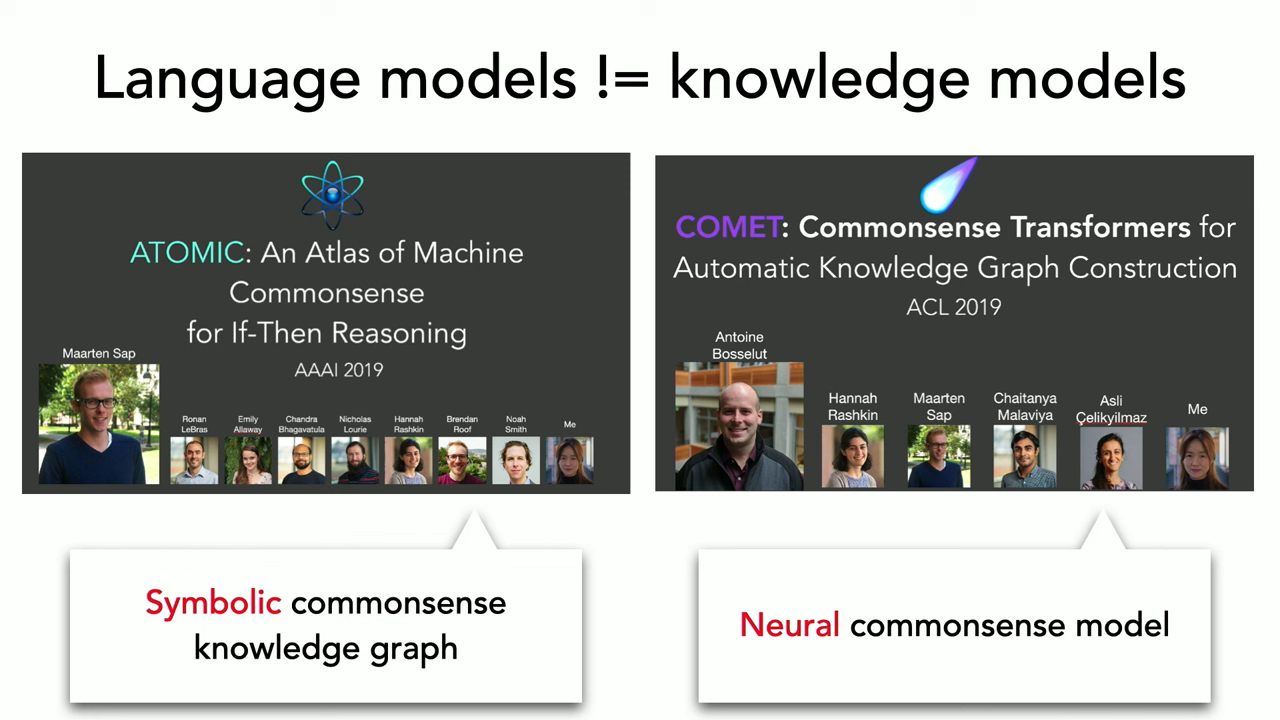 Language models != knowledge models
ATOMIC: An Atlas of Machine
Commonsense
for If-Then Reasoning
AAAI 2019
Maarten Sap
Ronan
LeBras
Emily
Allaway
Chandra
Bhagavatula
Nicholas
Lourie
Hannah
Rashkin
Brendan
Roof
Noah
Smith
Me
COMET: Commonsense Transformers for
Automatic Knowledge Graph Construction
ACL 2019
Antoine
Bosselut
Hannah
Rashkin
Maarten
Sap
Chaitanya
Malaviya
Asli
Çelikyilmaz
Me
Symbolic commonsense
knowledge graph
Neural commonsense model